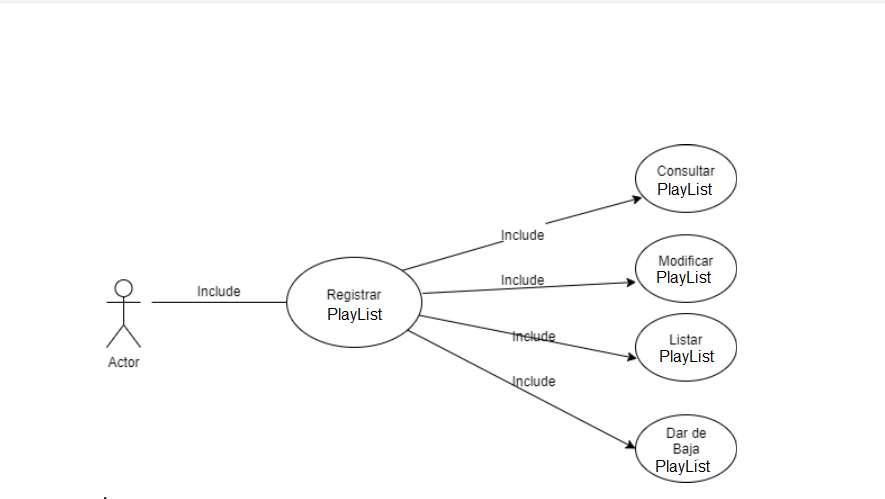 Consultar
PlayList
Include
Modificar
PlayList
Include
Include
Registrar
PlayList
Actor
Include
Listar
PlayList
Include
Dar de
Baja
PlayList